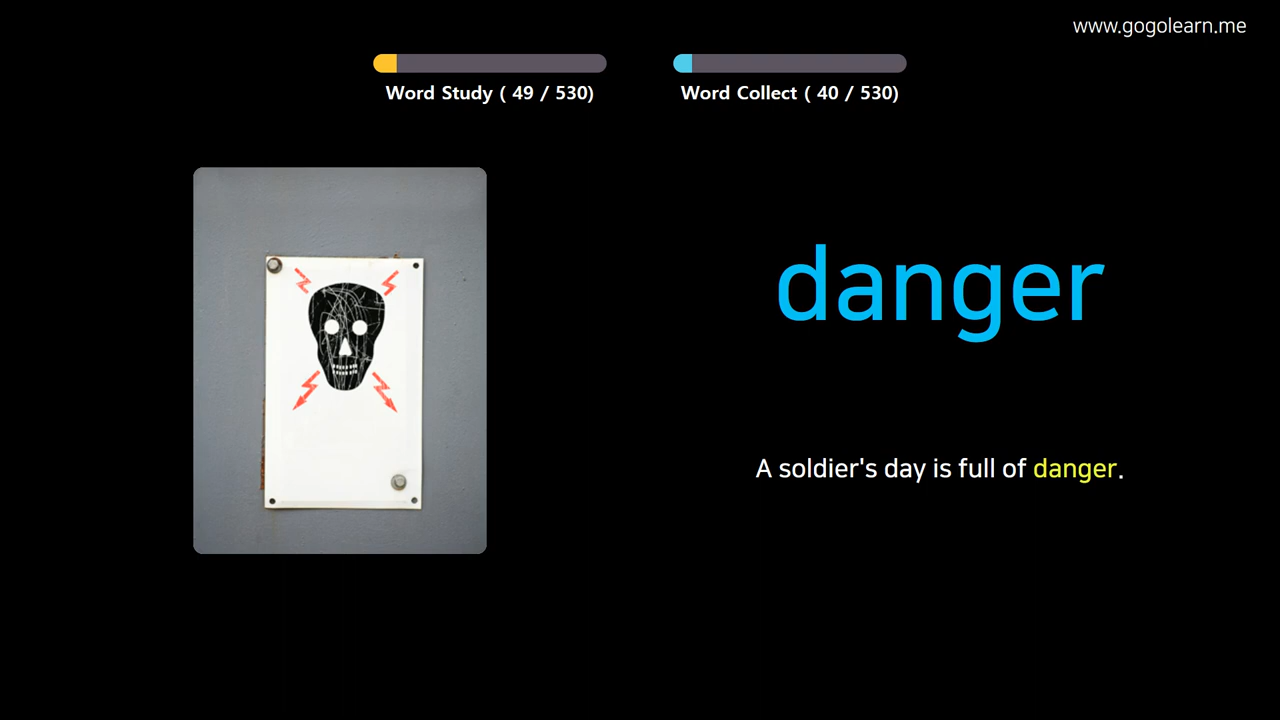 www.gogolearn.me
Word Study ( 49 / 530)
Word Collect ( 40 / 530)
danger
A soldier's day is full of danger.